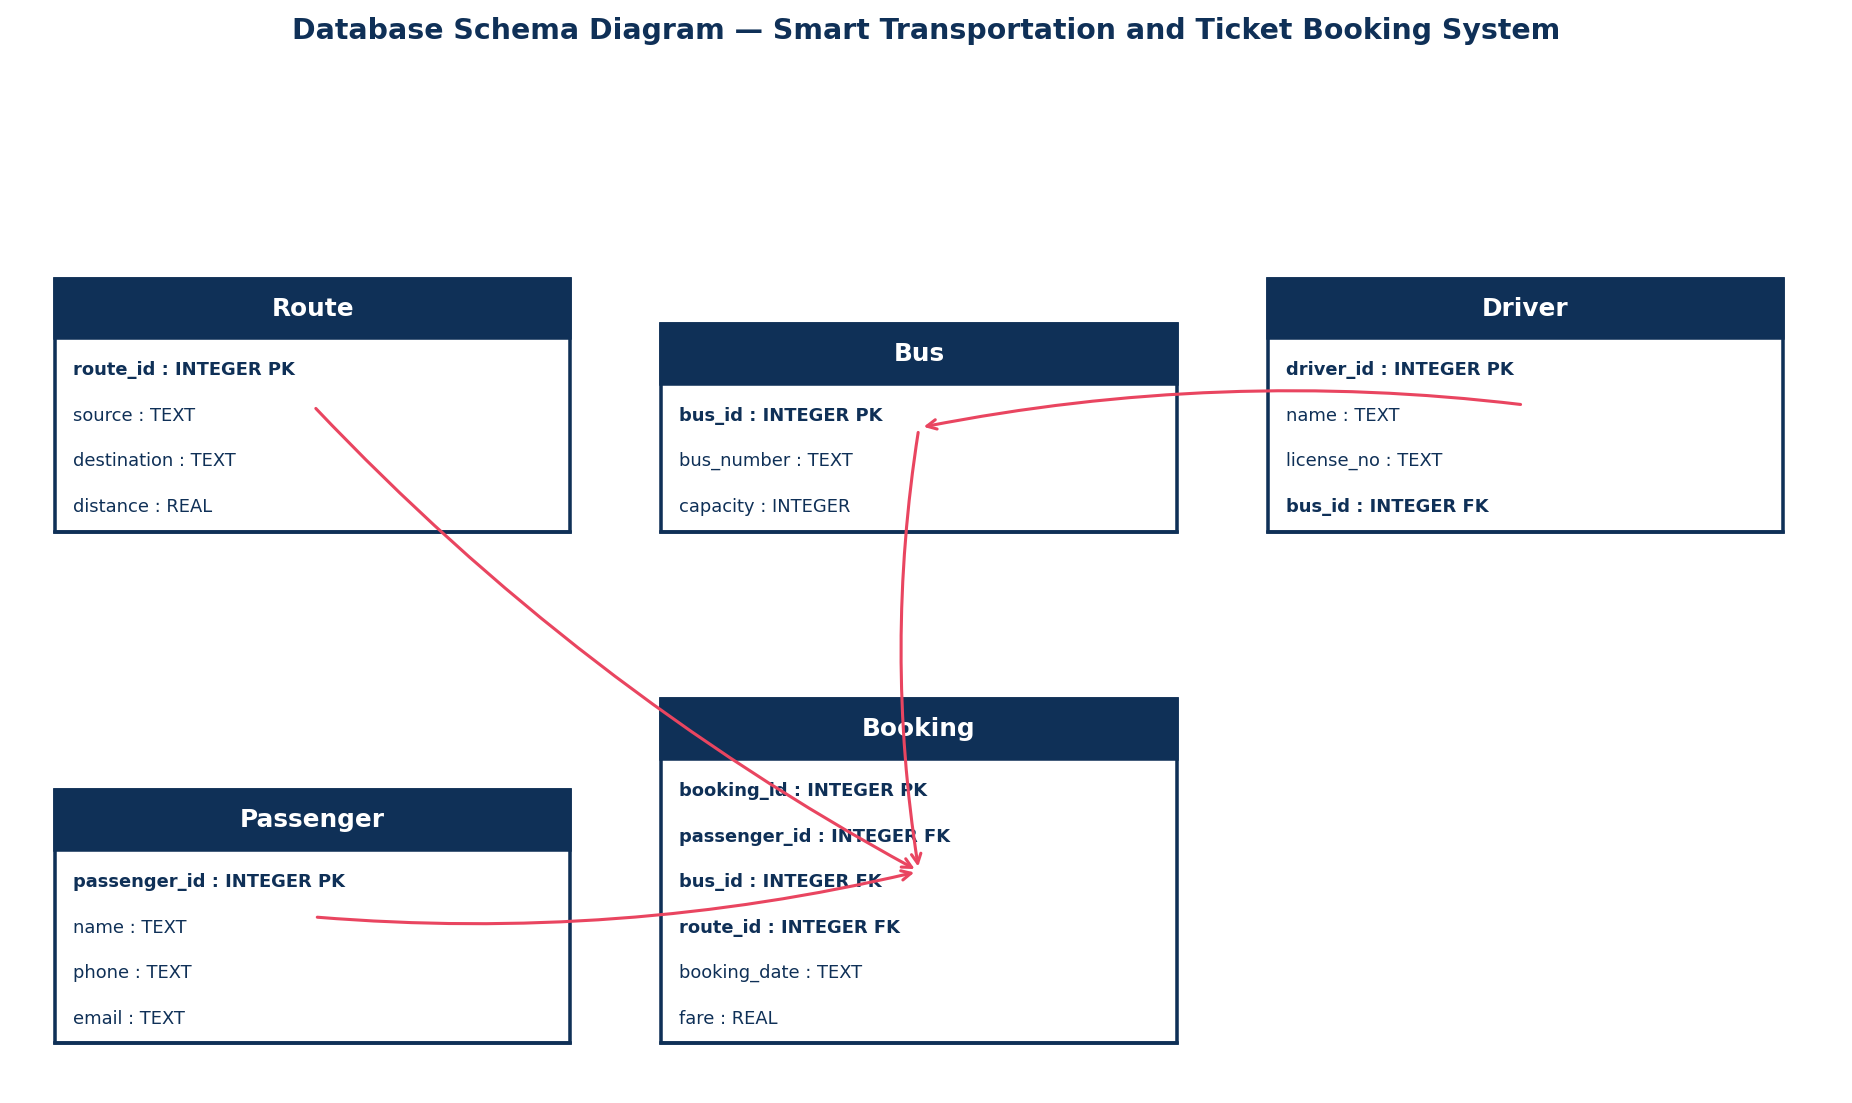 Database Schema Diagram — Smart Transportation and Ticket Booking System
Route
route_id : INTEGER PK
source : TEXT
destination : TEXT
distance : REAL
Bus
bus_id : INTEGER PK
bus_number : TEXT
capacity : INTEGER
Driver
driver_id : INTEGER PK
name : TEXT
license_no : TEXT
bus_id : INTEGER FK
Passenger
passenger_id : INTEGER PK
name : TEXT
phone : TEXT
email : TEXT
Booking
booking_id : INTEGER PK
passenger_id : INTEGER FK
bus_id : INTEGER FK
route_id : INTEGER FK
booking_date : TEXT
fare : REAL